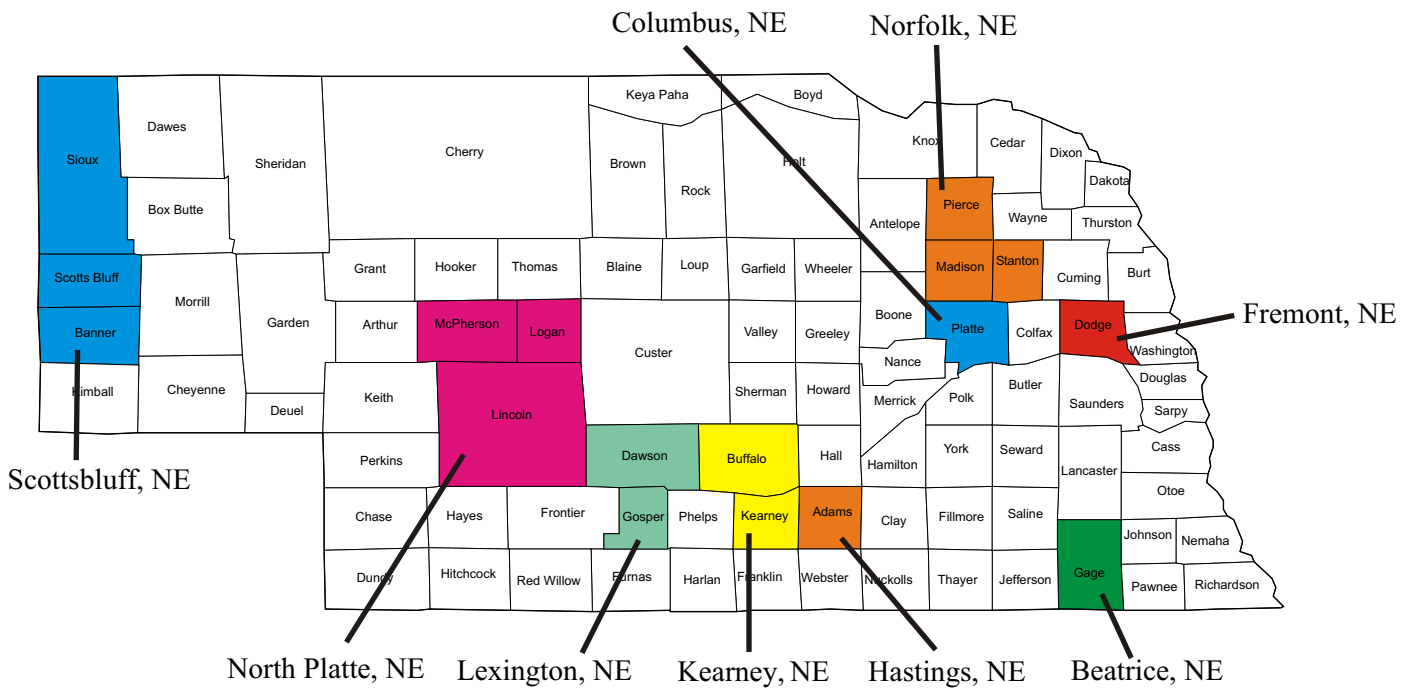 Columbus, NE
Norfolk, NE
Keya Paha
Boyd
Dawes
Sioux
Sheridan
Cherry
Brown
Rock
Holt
Knox
Cedar
Dixon
Dakota
Box Butte
Antelope
Pierce
Wayne
Thurston
Scotts Bluff
Grant
Hooker
Thomas
Blaine
Loup
Garfield
Wheeler
Madison
Stanton
Cuming
Burt
Morrill
Banner
Garden
Arthur
McPherson
Logan
Custer
Valley
Greeley
Boone
Platte
Colfax
Dodge
Fremont, NE
Washington
Nance
Kimball
Cheyenne
Deuel
Keith
Lincoln
Sherman
Howard
Merrick
Polk
Butler
Saunders
Douglas
Sarpy
Scottsbluff, NE
Perkins
Dawson
Buffalo
Hall
Hamilton
York
Seward
Lancaster
Cass
Otoe
Chase
Hayes
Frontier
Gosper
Phelps
Kearney
Adams
Clay
Fillmore
Saline
Johnson
Nemaha
Dundy
Hitchcock
Red Willow
Furnas
Harlan
Franklin
Webster
Nuckolls
Thayer
Jefferson
Gage
Pawnee
Richardson
North Platte, NE
Lexington, NE
Kearney, NE
Hastings, NE
Beatrice, NE